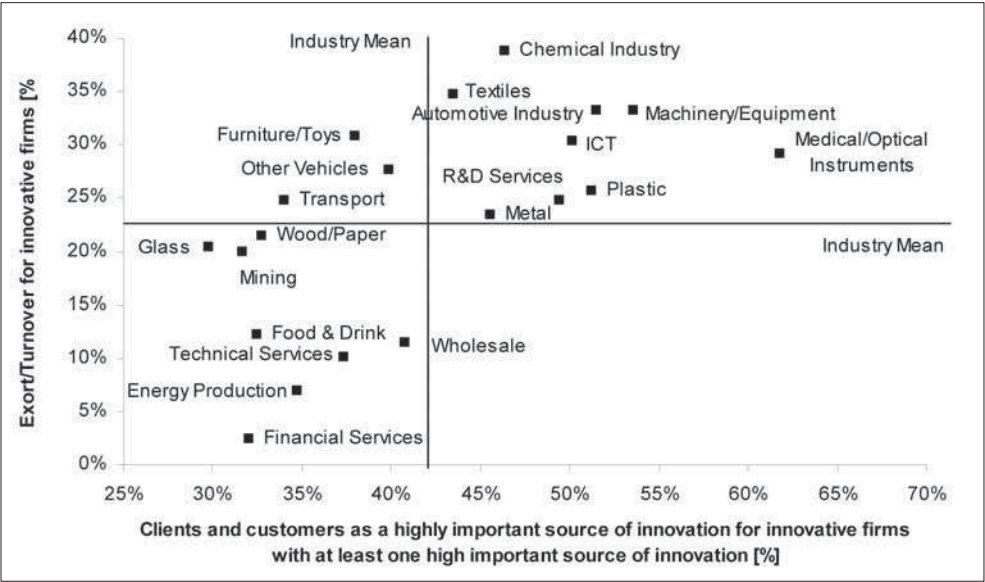 40%
Industry Mean
Chemical Industry
35%
Textiles
Automotive Industry
Machinery/Equipment
Furniture/Toys
30%
ICT
Medical/Optical
Instruments
Other Vehicles
R&D Services
25%
Transport
Plastic
Metal
Wood/Paper
Glass
20%
Industry Mean
Mining
15%
Food & Drink
Wholesale
Technical Services
10%
Energy Production
5%
Financial Services
0%
Exort/Turnover for innovative firms [%
25% 30% 35% 40% 45% 50% 55% 60% 65% 70%
Clients and customers as a highly important source of innovation for innovative firms
with at least one high important source of innovation [%]